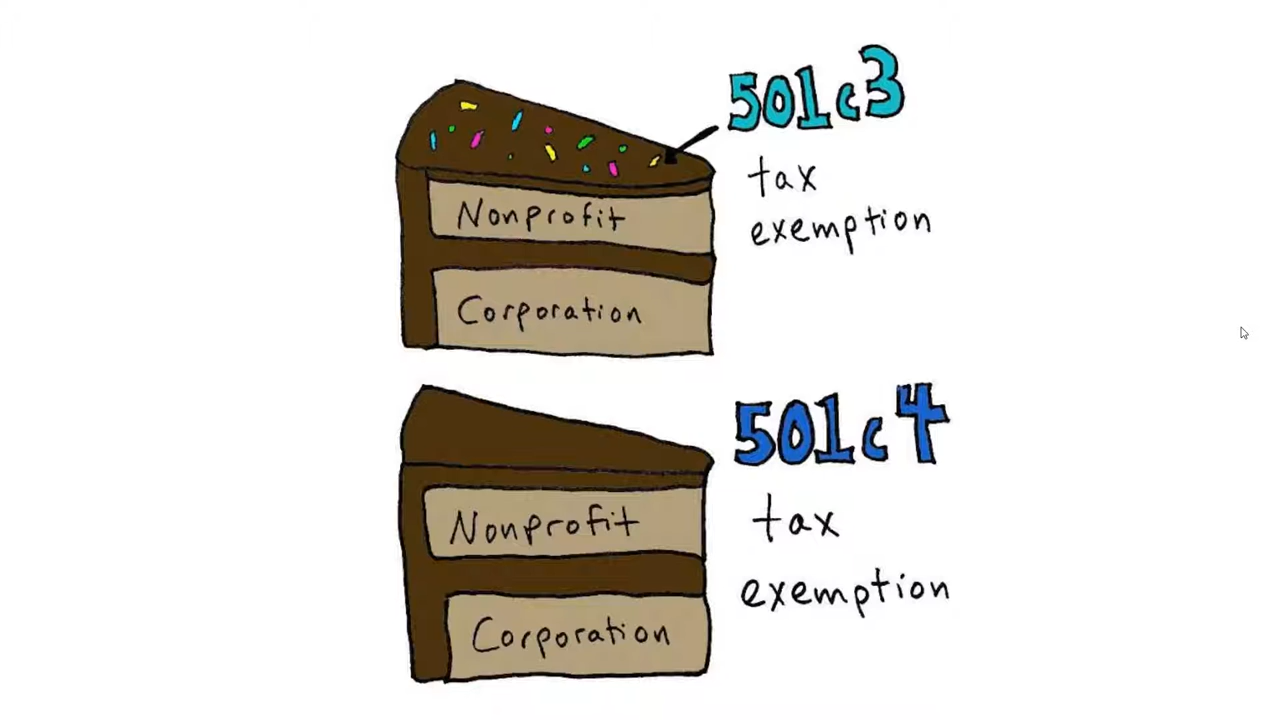 501c3
tax
exemption
Nonprofit
Corporation
501c4
tax
exemption
Nonprofit
Corporation